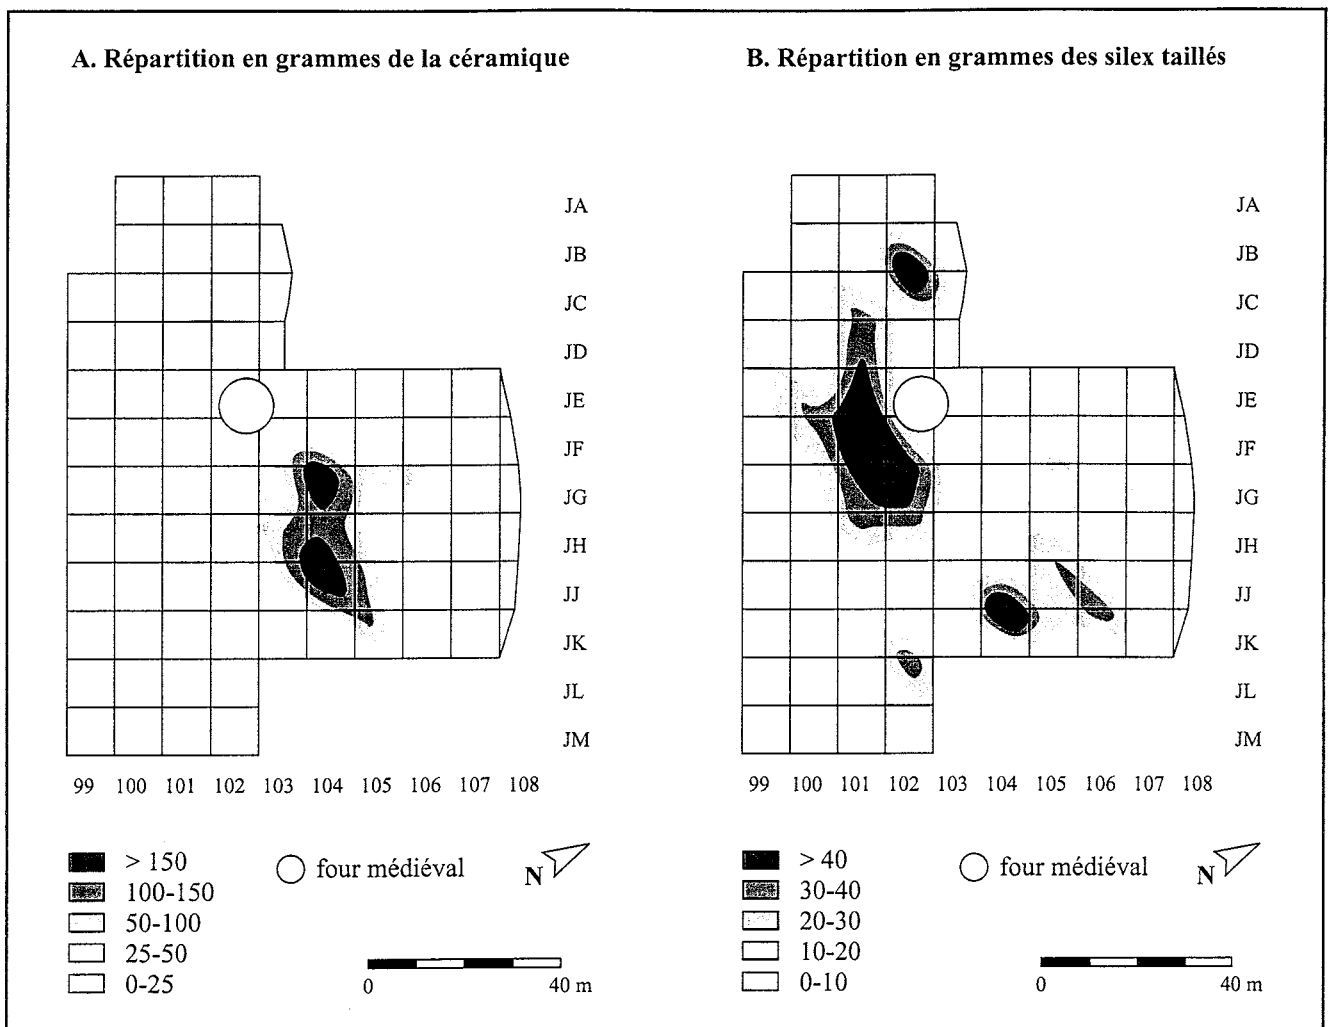 A. Répartition en grammes de la céramique
JA
JB
JC
JD
JE
JF
JG
JH
JJ
JK
JL
JM
99 100 101 102 103 104 105 106 107 108
> 150
100-150
50-100
25-50
0-25
four médiéval
N
0 40 m
B. Répartition en grammes des silex taillés
JA
JB
JC
JD
JE
JF
JG
JH
JJ
JK
JL
JM
99 100 101 102 103 104 105 106 107 108
> 40
30-40
20-30
10-20
0-10
four médiéval
N
0 40 m